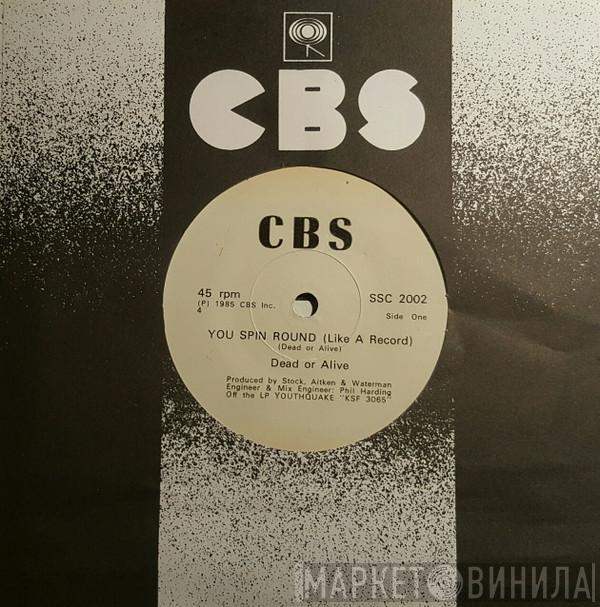 CBS
CBS
45 rpm
SSC 2002
(P) 1985 CBS Inc.
4
Side One
YOU SPIN ROUND (Like A Record)
(Dead or Alive)
Dead or Alive
Produced by Stock, Aitken & Waterman
Engineer & Mix Engineer: Phil Harding
Off the LP YOUTHQUAKE "KSF 3065"
МАРКЕТ ВИНИЛА